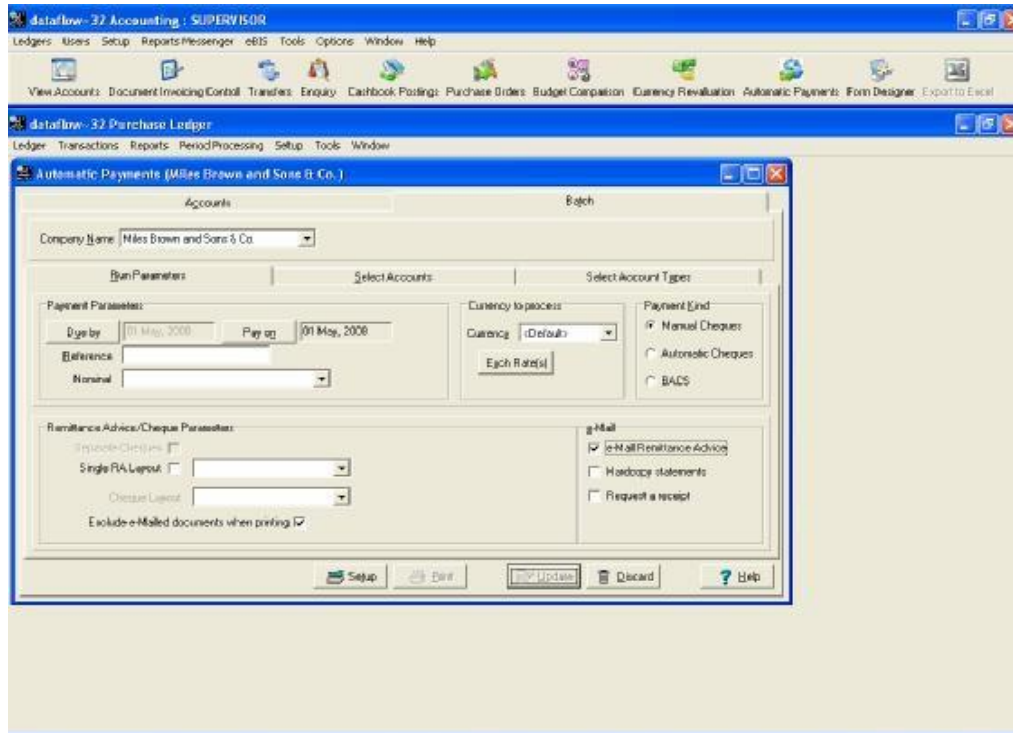 dataflow-32 Accounting : SUPERVISOR
Ledgers Users Setup Reports Messenger eBIS Tools Options Window Help
View Accounts Document Invoicing Control Transfers Enquiry Cashbook Postings Purchase Orders Budget Comparison Currency Revaluation Automatic Payments Form Designer Export to Excel
dataflow-32 Purchase Ledger
Ledger Transactions Reports Period Processing Setup Tools Window
Automatic Payments (Miles Brown and Sons & Co. )
Accounts Batch
Company Name Miles Brown and Sons & Co.
Run Parameters Select Accounts Select Account Types
Payment Parameters Currency to process Payment Kind
Due by 01 May, 2008 Pay on 01 May, 2008 Currency <Default> Manual Cheques
Reference Each Rate(s) Automatic Cheques
Nominal BACS
Remittance Advice/Cheque Parameters e-Mail
Separate Cheques e-Mail Remittance Advice
Single RA Layout Hardcopy statements
Cheque Layout Request a receipt
Exclude e-Mailed documents when printing
Setup Print Update Discard ? Help